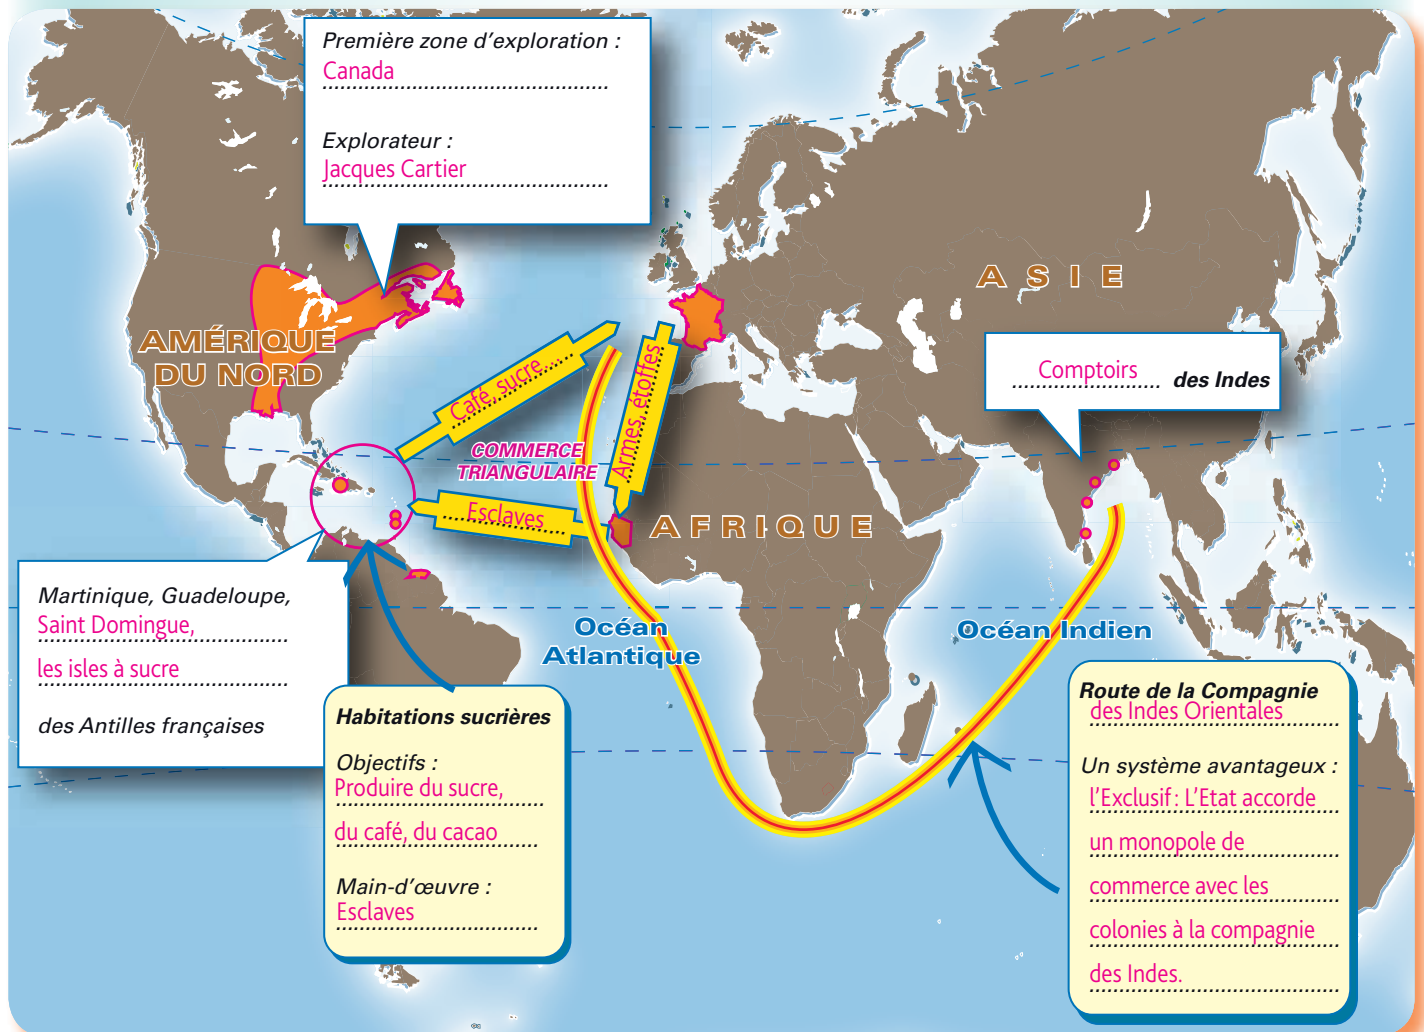 Première zone d'exploration :
Canada
Explorateur :
Jacques Cartier
A S I E
AMÉRIQUE
DU NORD
Café, sucre...
Armes, étoffes
Comptoirs des Indes
COMMERCE
TRIANGULAIRE
Esclaves
A F R I Q U E
Martinique, Guadeloupe,
Saint Domingue,
les isles à sucre
des Antilles françaises
Océan
Atlantique
Océan Indien
Habitations sucrières
Objectifs :
Produire du sucre,
du café, du cacao
Main-d'œuvre :
Esclaves
Route de la Compagnie
des Indes Orientales
Un système avantageux :
l'Exclusif : L'Etat accorde
un monopole de
commerce avec les
colonies à la compagnie
des Indes.